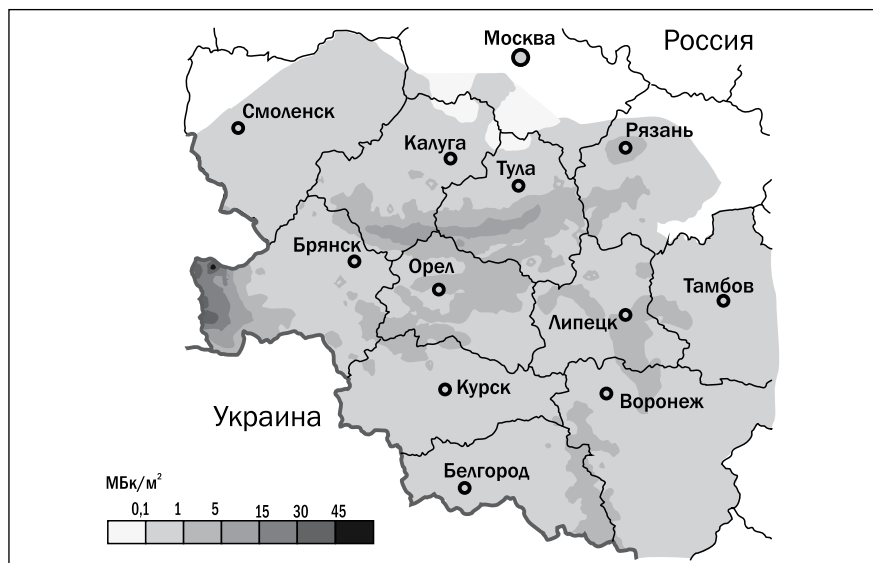 Москва
Россия
Смоленск
Калуга
Рязань
Тула
Брянск
Орел
Тамбов
Липецк
Курск
Воронеж
Украина
Белгород
МБк/м²
0,1 1 5 15 30 45